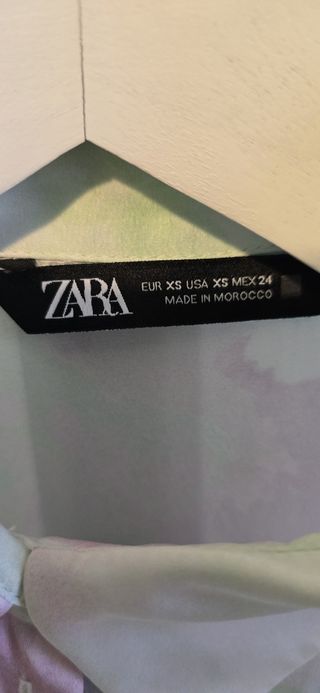 ZARA
EUR XS USA XS MEX 24
MADE IN MOROCCO